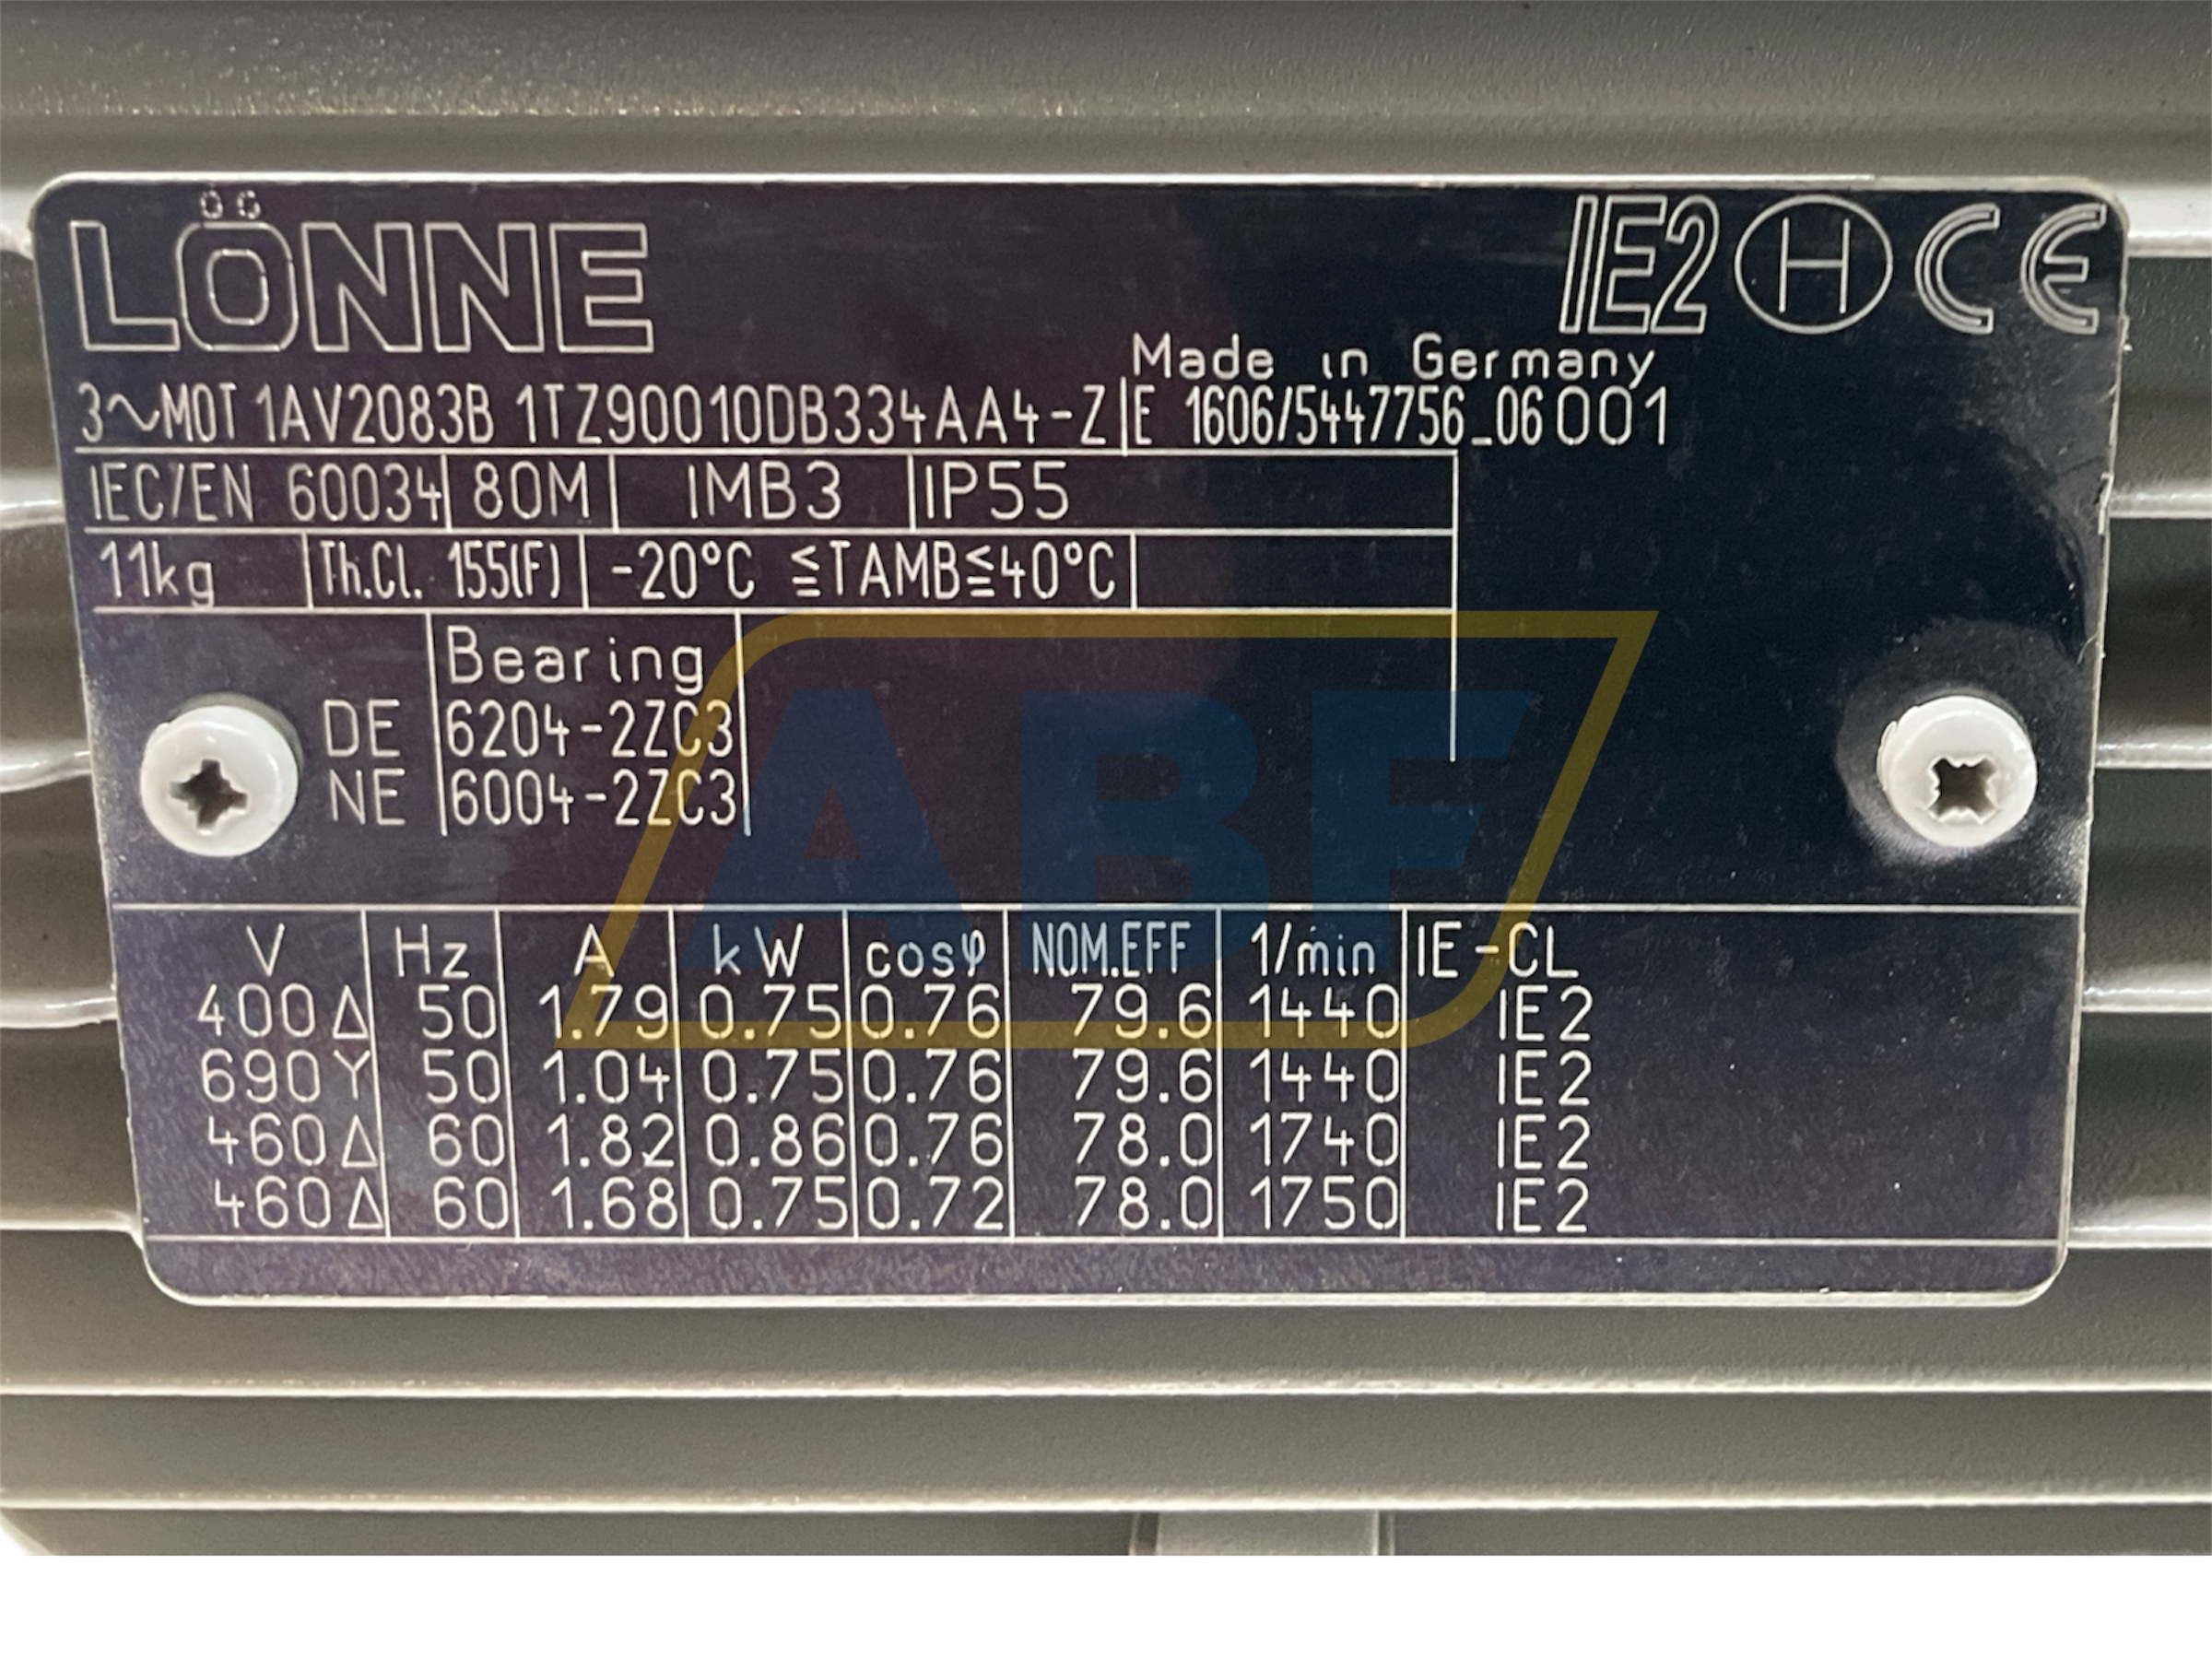 LÖNNE
IE2 H CE
Made in Germany
3~MOT 1AV2083B 1TZ90010DB334AA4-Z E 1606/5447756_06001
IEC/EN 60034 80M IMB3 IP55
11kg Th.Cl. 155(F) -20°C ≦TAMB≦40°C
Bearing
DE 6204-2ZC3
NE 6004-2ZC3
ABF
V Hz A kW cosφ NOM.EFF 1/min IE-CL
400Δ 50 1.79 0.75 0.76 79.6 1440 IE2
690Y 50 1.04 0.75 0.76 79.6 1440 IE2
460Δ 60 1.82 0.86 0.76 78.0 1740 IE2
460Δ 60 1.68 0.75 0.72 78.0 1750 IE2